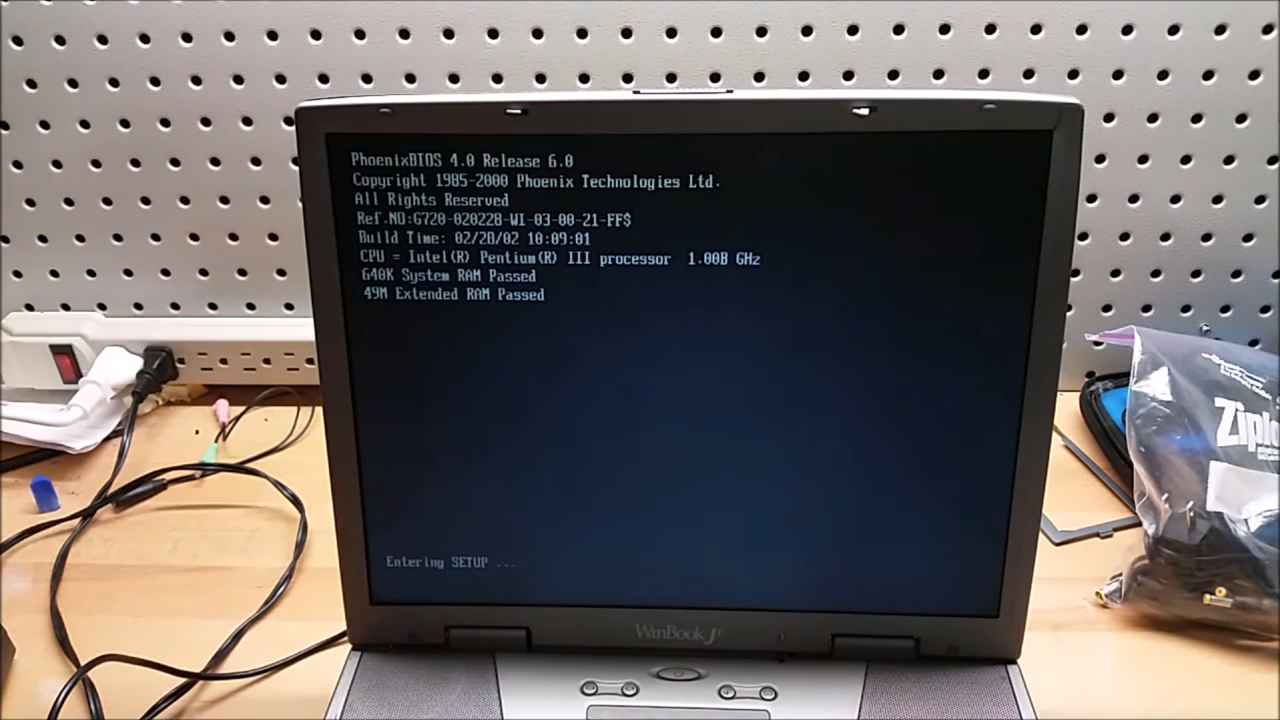 PhoenixBIOS 4.0 Release 6.0
Copyright 1985-2000 Phoenix Technologies Ltd.
All Rights Reserved
Ref.NO:G720-020228-WI-03-00-21-FF$
Build Time: 02/28/02 10:09:01
CPU = Intel(R) Pentium(R) III processor 1.00B GHz
640K System RAM Passed
49M Extended RAM Passed
Entering SETUP ...
WinBook J1
Ziplo